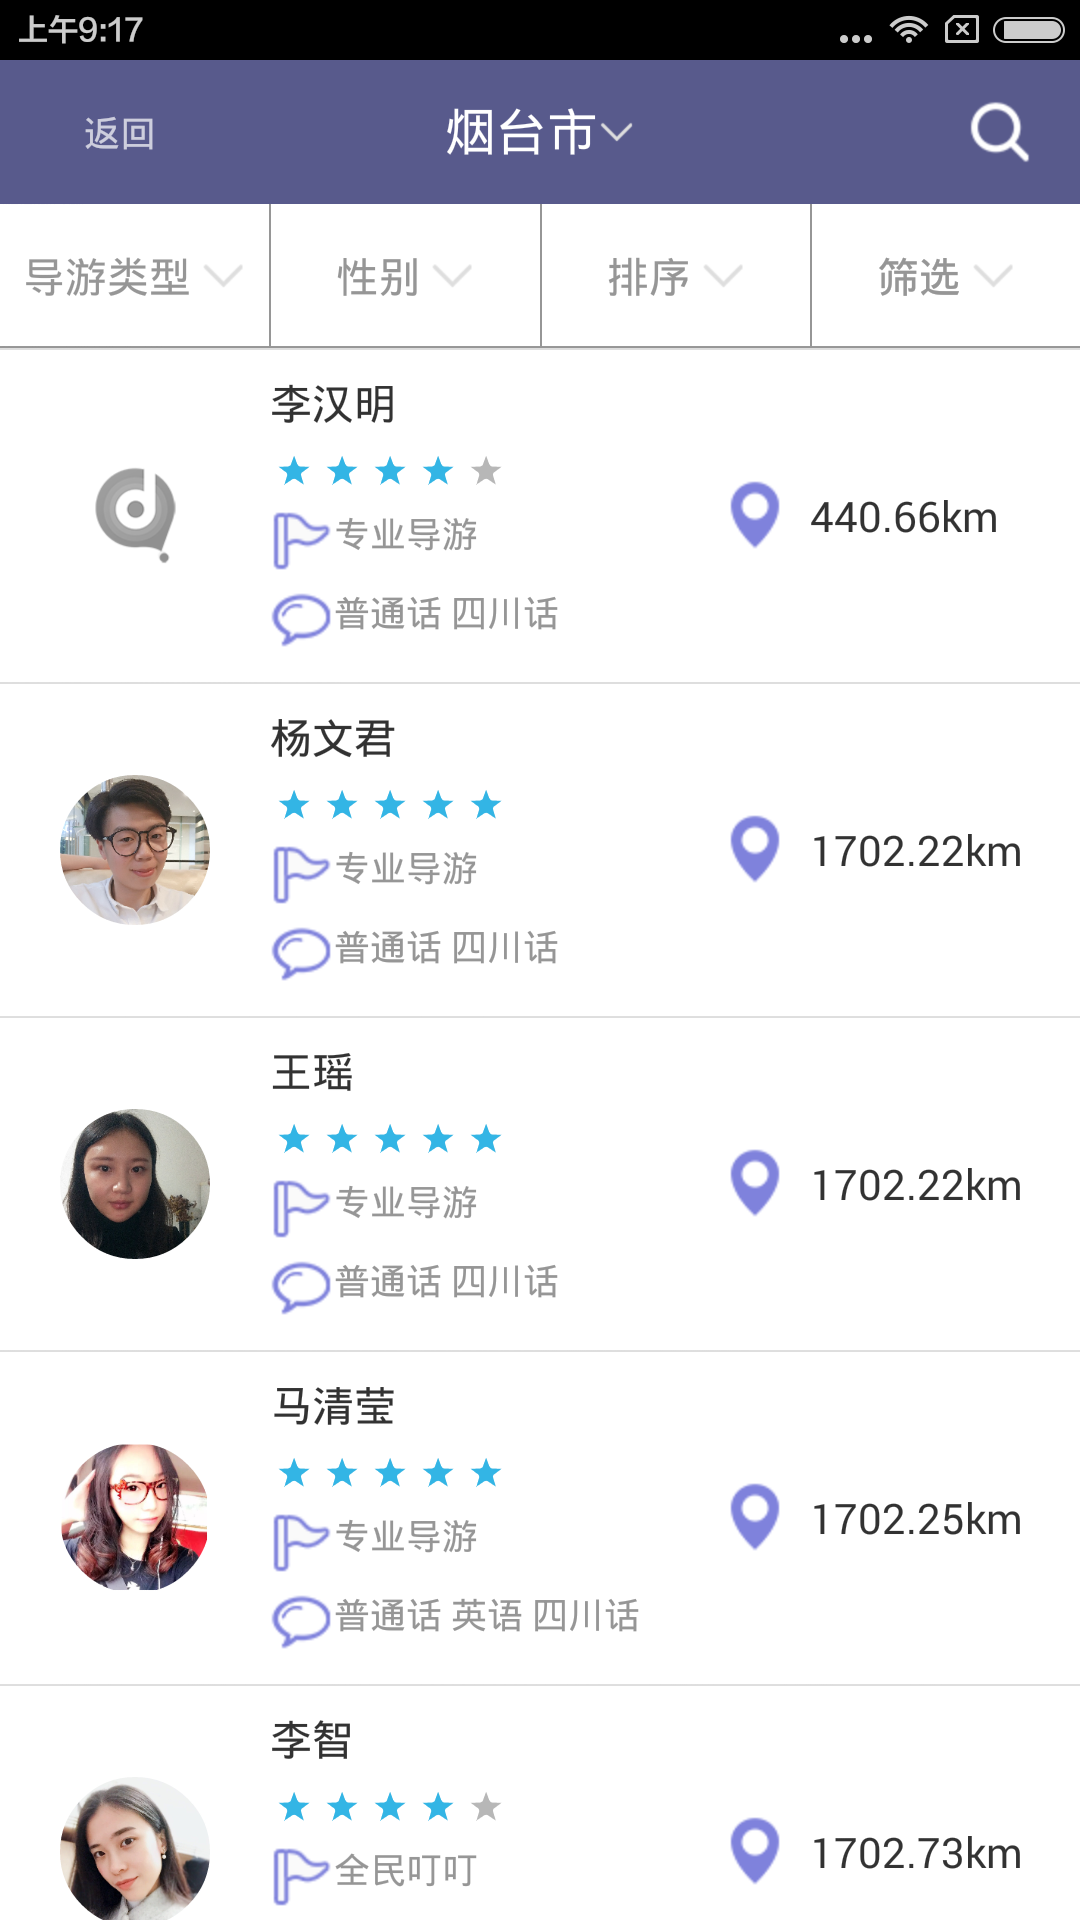 上午9:17
返回
烟台市
导游类型 性别 排序 筛选
李汉明
专业导游
440.66km
普通话 四川话
杨文君
专业导游
1702.22km
普通话 四川话
王瑶
专业导游
1702.22km
普通话 四川话
马清莹
专业导游
1702.25km
普通话 英语 四川话
李智
全民叮叮
1702.73km